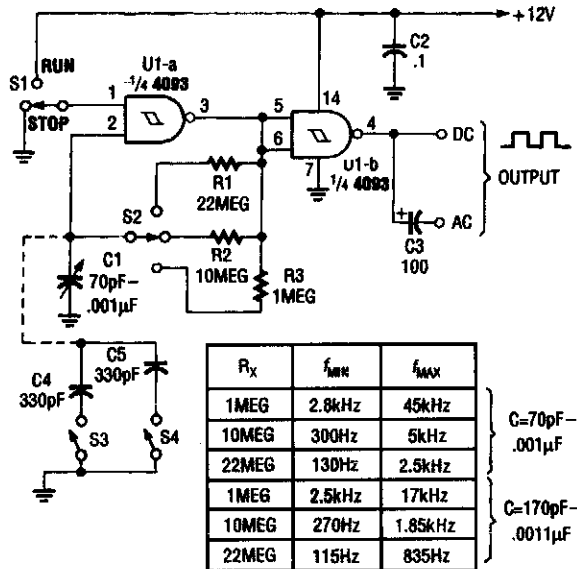 +12V
RUN
S1
STOP
1
2
U1-a
1/4 4093
3
5
6
14
4
7
U1-b
1/4 4093
C2
.1
DC
OUTPUT
AC
+
C3
100
R1
22MEG
S2
R2
10MEG
R3
1MEG
C1
70pF–
.001µF
C4
330pF
C5
330pF
S3
S4
RX fMIN fMAX
1MEG 2.8kHz 45kHz
10MEG 300Hz 5kHz
22MEG 130Hz 2.5kHz
C=70pF–
.001µF
1MEG 2.5kHz 17kHz
10MEG 270Hz 1.85kHz
22MEG 115Hz 835Hz
C=170pF–
.0011µF